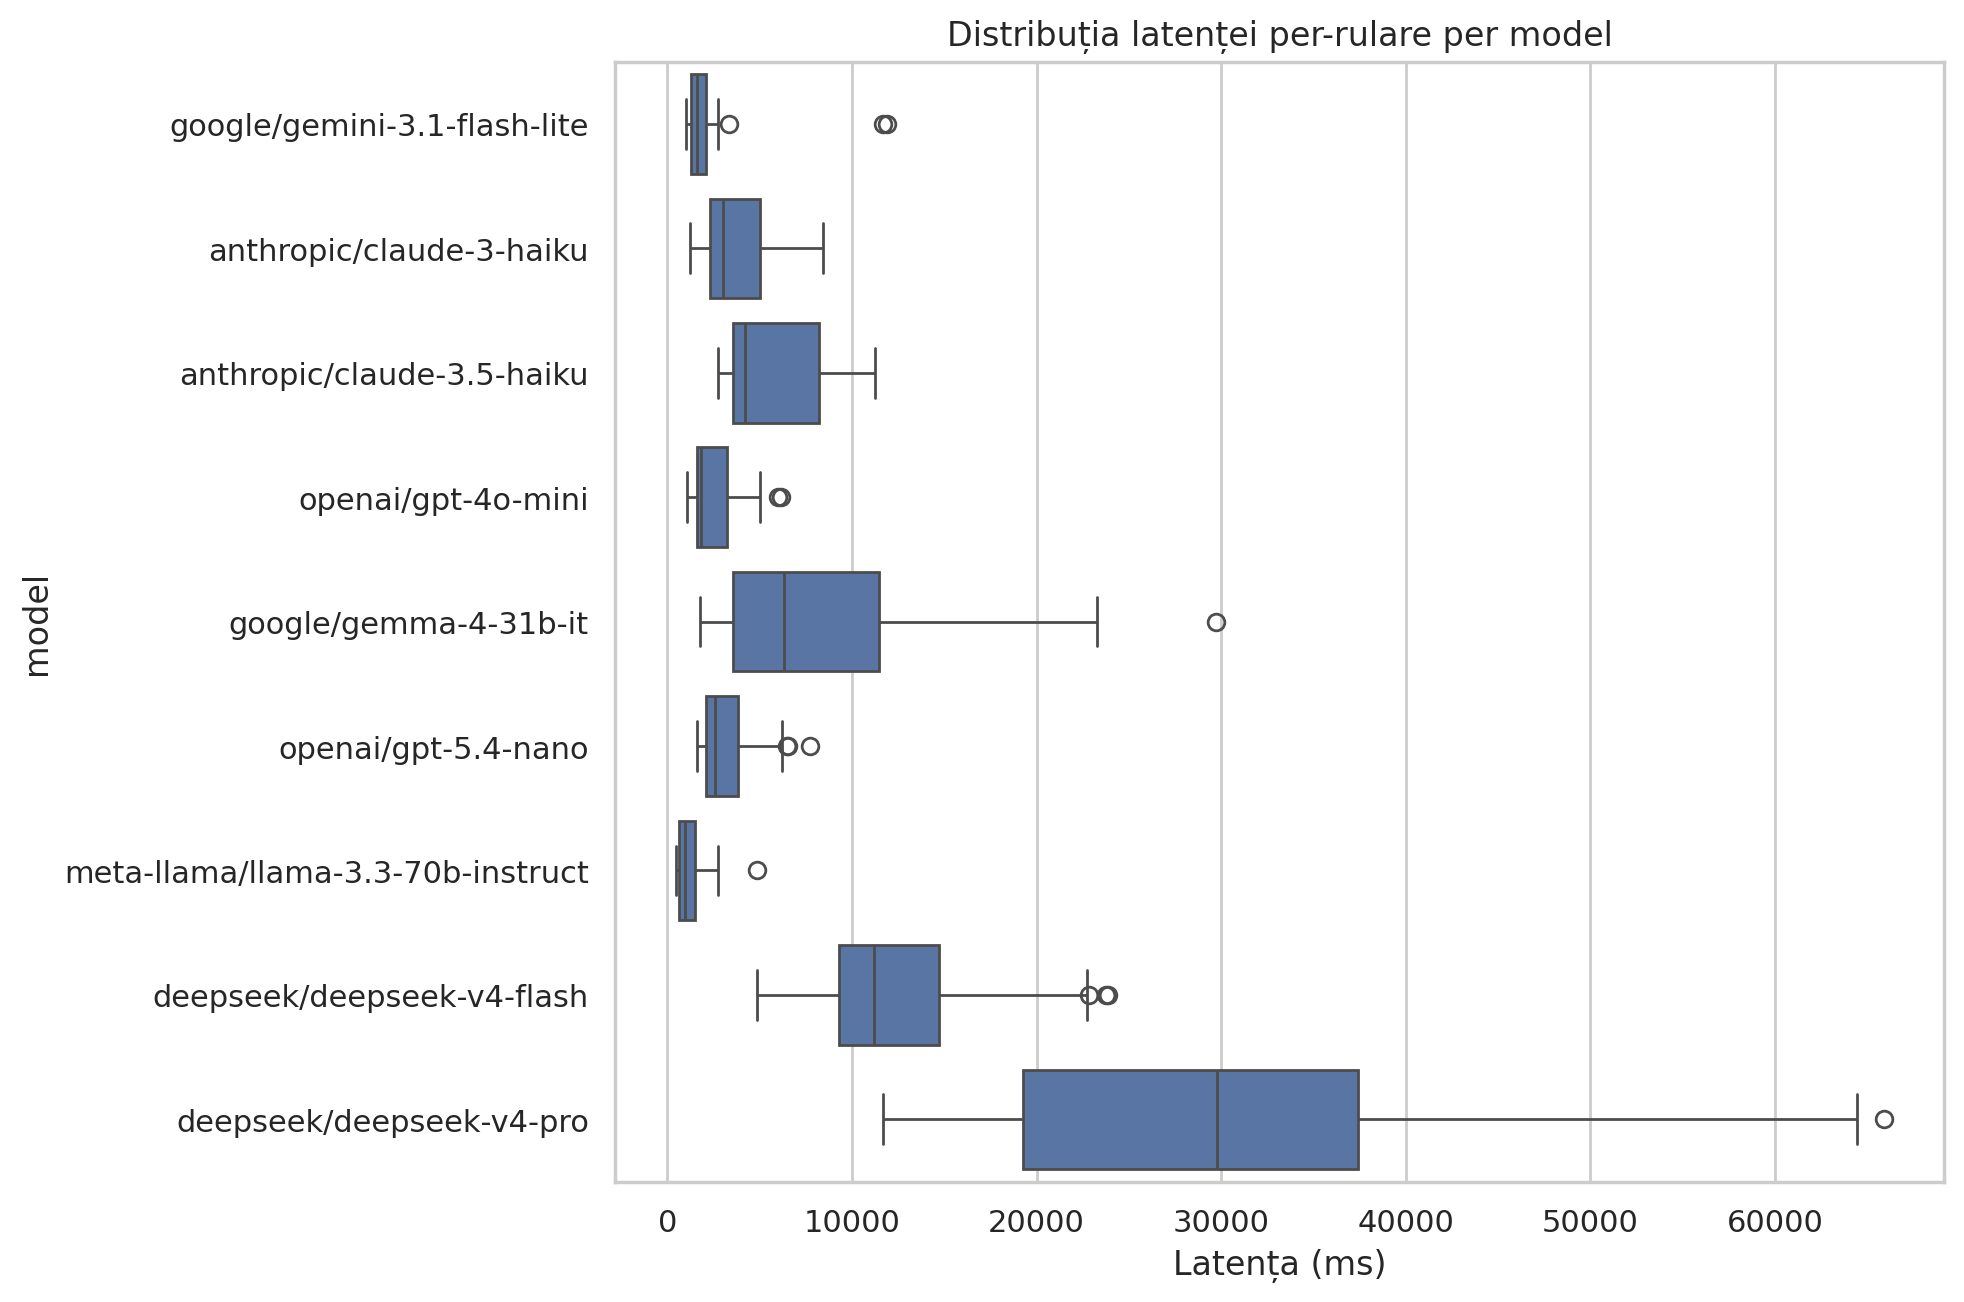 Distribuția latenței per-rulare per model
google/gemini-3.1-flash-lite
anthropic/claude-3-haiku
anthropic/claude-3.5-haiku
openai/gpt-4o-mini
google/gemma-4-31b-it
openai/gpt-5.4-nano
meta-llama/llama-3.3-70b-instruct
deepseek/deepseek-v4-flash
deepseek/deepseek-v4-pro
model
0 10000 20000 30000 40000 50000 60000
Latența (ms)